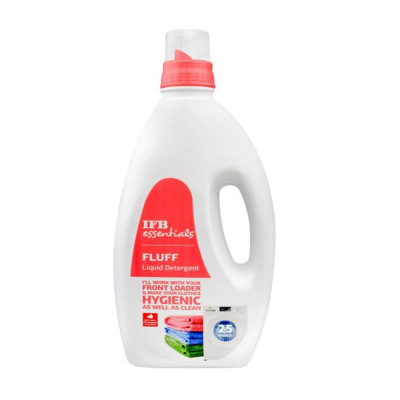 IFB
essentials
FLUFF
Liquid Detergent
I'LL WORK WITH YOUR
FRONT LOADER
& MAKE YOUR CLOTHES
HYGIENIC
AS WELL AS CLEAN
25